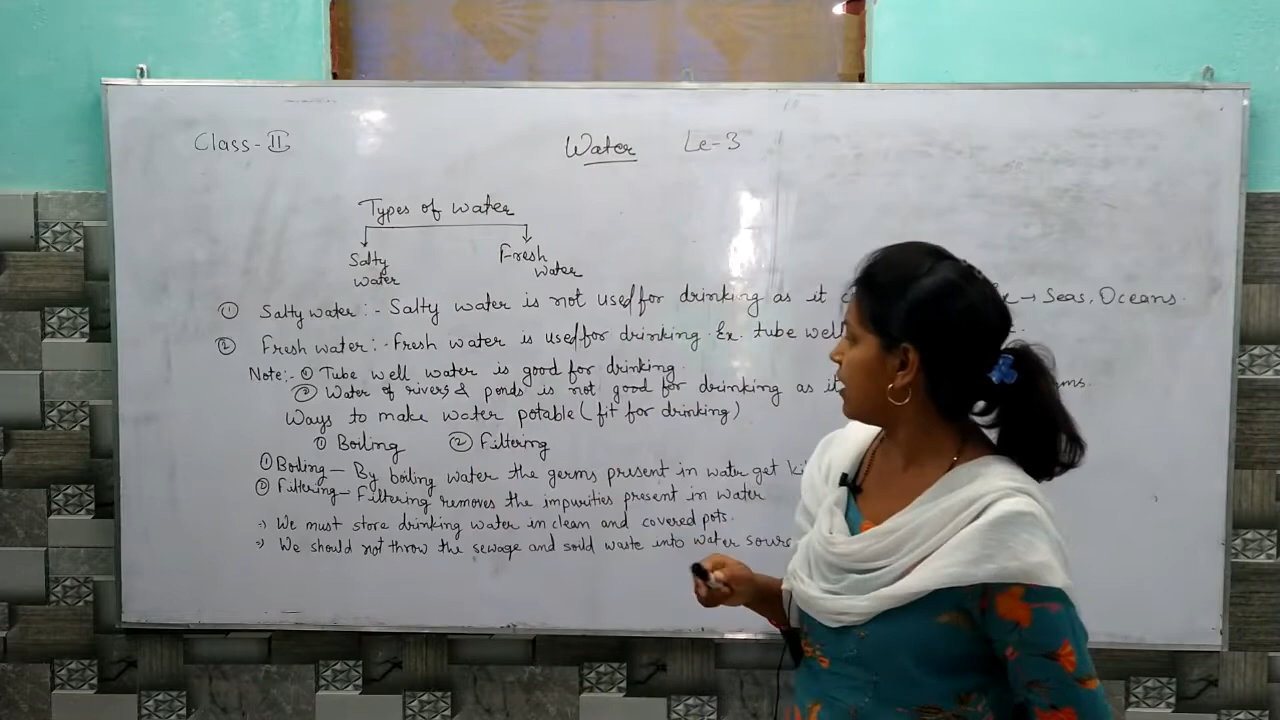 Class-II
Water Le-3
Types of water
Salty water
Fresh water
① Salty water:- Salty water is not used for drinking as it → Seas, Oceans.
② Fresh water:- Fresh water is used for drinking. Ex. tube well
Note:- ① Tube well water is good for drinking.
② Water of rivers & ponds is not good for drinking as it
Ways to make water potable (fit for drinking)
① Boiling ② Filtering
① Boiling – By boiling water the germs present in water get
② Filtering – Filtering removes the impurities present in water
:) We must store drinking water in clean and covered pots.
:) We should not throw the sewage and soild waste into water